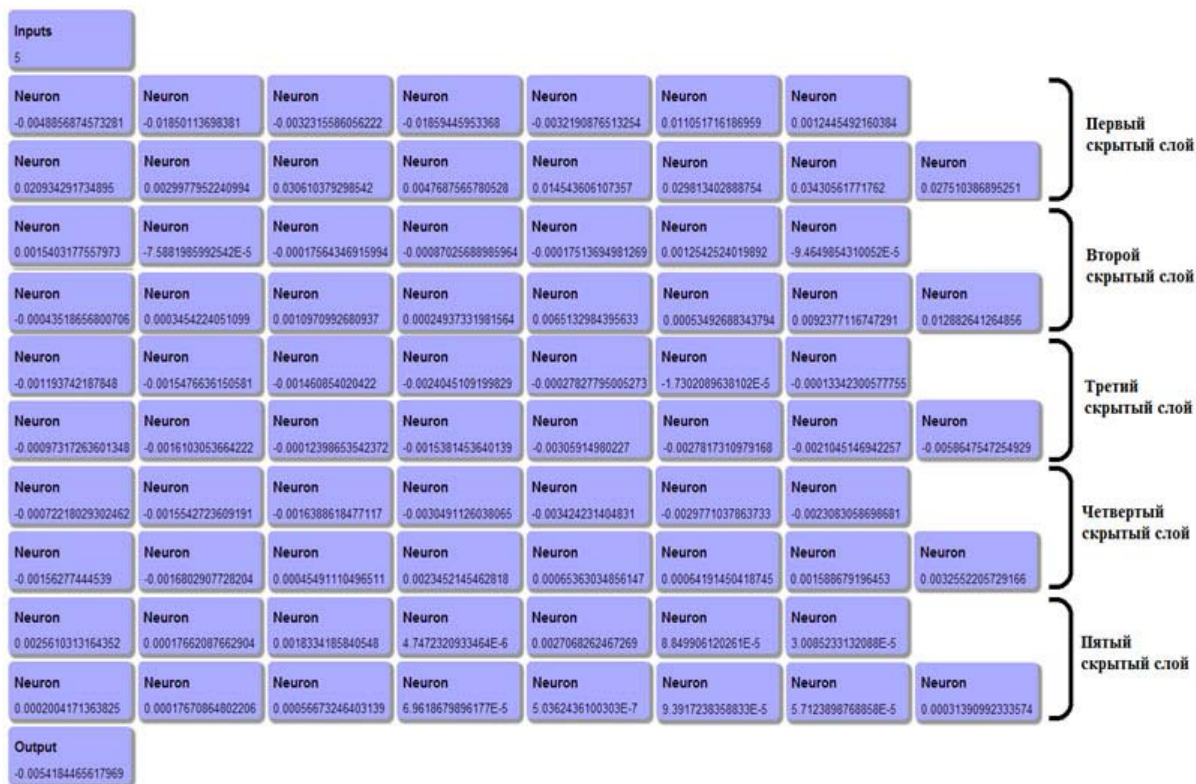 Inputs
5
Neuron Neuron Neuron Neuron Neuron Neuron Neuron
-0.0048856874573281 -0.01850113698381 -0.0032315586056222 -0.01859445953368 -0.0032190876513254 0.011051716186959 0.0012445492160384
Первый
скрытый слой
Neuron Neuron Neuron Neuron Neuron Neuron Neuron Neuron
0.020934291734895 0.0029977952240994 0.030610379298542 0.0047687565780528 0.014543606107357 0.029813402888754 0.03430561771762 0.027510386895251
Neuron Neuron Neuron Neuron Neuron Neuron Neuron
0.0015403177557973 -7.5881985992542E-5 -0.00017564346915994 -0.00087025688985964 -0.00017513694981269 0.0012542524019892 -9.4649854310052E-5
Второй
скрытый слой
Neuron Neuron Neuron Neuron Neuron Neuron Neuron Neuron
-0.00043518656800706 0.0003454224051099 0.0010970992680937 0.00024937331981564 0.0065132984395633 0.00053492688343794 0.0092377116747291 0.012882641264856
Neuron Neuron Neuron Neuron Neuron Neuron Neuron
-0.001193742187848 -0.0015476636150581 -0.001460854020422 -0.0024045109199829 -0.00027827795005273 -1.7302089638102E-5 -0.00013342300577755
Третий
скрытый слой
Neuron Neuron Neuron Neuron Neuron Neuron Neuron Neuron
-0.00097317263601348 -0.0016103053664222 -0.00012398653542372 -0.0015381453640139 -0.00305914980227 -0.0027817310979168 -0.0021045146942257 -0.0058647547254929
Neuron Neuron Neuron Neuron Neuron Neuron Neuron
-0.00072218029302462 -0.0015542723609191 -0.0016388618477117 -0.0030491126038065 -0.003424231404831 -0.0029771037863733 -0.0023083058698681
Четвертый
скрытый слой
Neuron Neuron Neuron Neuron Neuron Neuron Neuron Neuron
-0.00156277444539 -0.0016802907728204 0.00045491110496511 0.0023452145462818 0.00065363034856147 0.00064191450418745 0.001588679196453 0.0032552205729166
Neuron Neuron Neuron Neuron Neuron Neuron Neuron
0.0025610313164352 0.00017662087662904 0.0018334185840548 4.7472320933464E-6 0.0027068262467269 8.849906120261E-5 3.0085233132088E-5
Пятый
скрытый слой
Neuron Neuron Neuron Neuron Neuron Neuron Neuron Neuron
0.0002004171363825 0.00017670864802206 0.00056673246403139 6.9618679896177E-5 5.0362436100303E-7 9.3917238358833E-5 5.7123898768858E-5 0.00031390992333574
Output
-0.0054184465617969